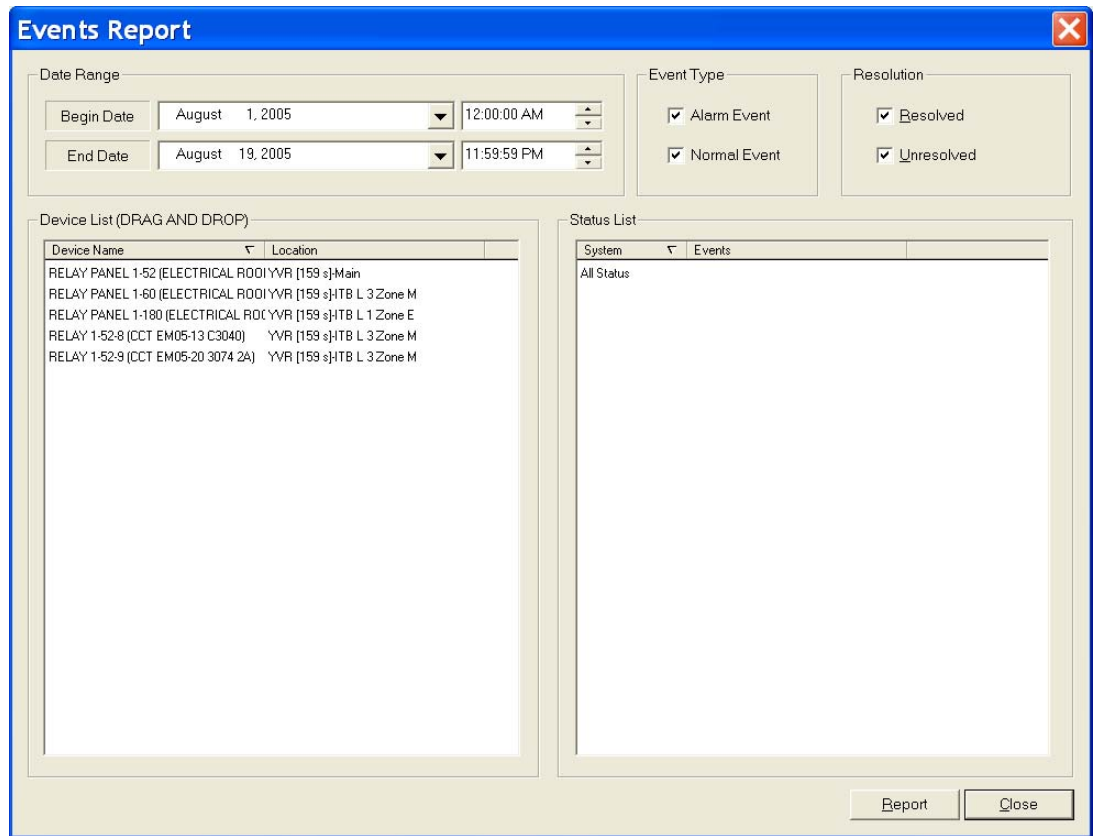 Events Report
Date Range
Begin Date August 1, 2005 12:00:00 AM
End Date August 19, 2005 11:59:59 PM
Event Type
Alarm Event
Normal Event
Resolution
Resolved
Unresolved
Device List (DRAG AND DROP)
Device Name Location
RELAY PANEL 1-52 (ELECTRICAL ROOI YVR [159 s]-Main
RELAY PANEL 1-60 (ELECTRICAL ROOI YVR [159 s]-ITB L 3 Zone M
RELAY PANEL 1-180 (ELECTRICAL RO( YVR [159 s]-ITB L 1 Zone E
RELAY 1-52-8 (CCT EM05-13 C3040) YVR [159 s]-ITB L 3 Zone M
RELAY 1-52-9 (CCT EM05-20 3074 2A) YVR [159 s]-ITB L 3 Zone M
Status List
System Events
All Status
Report Close